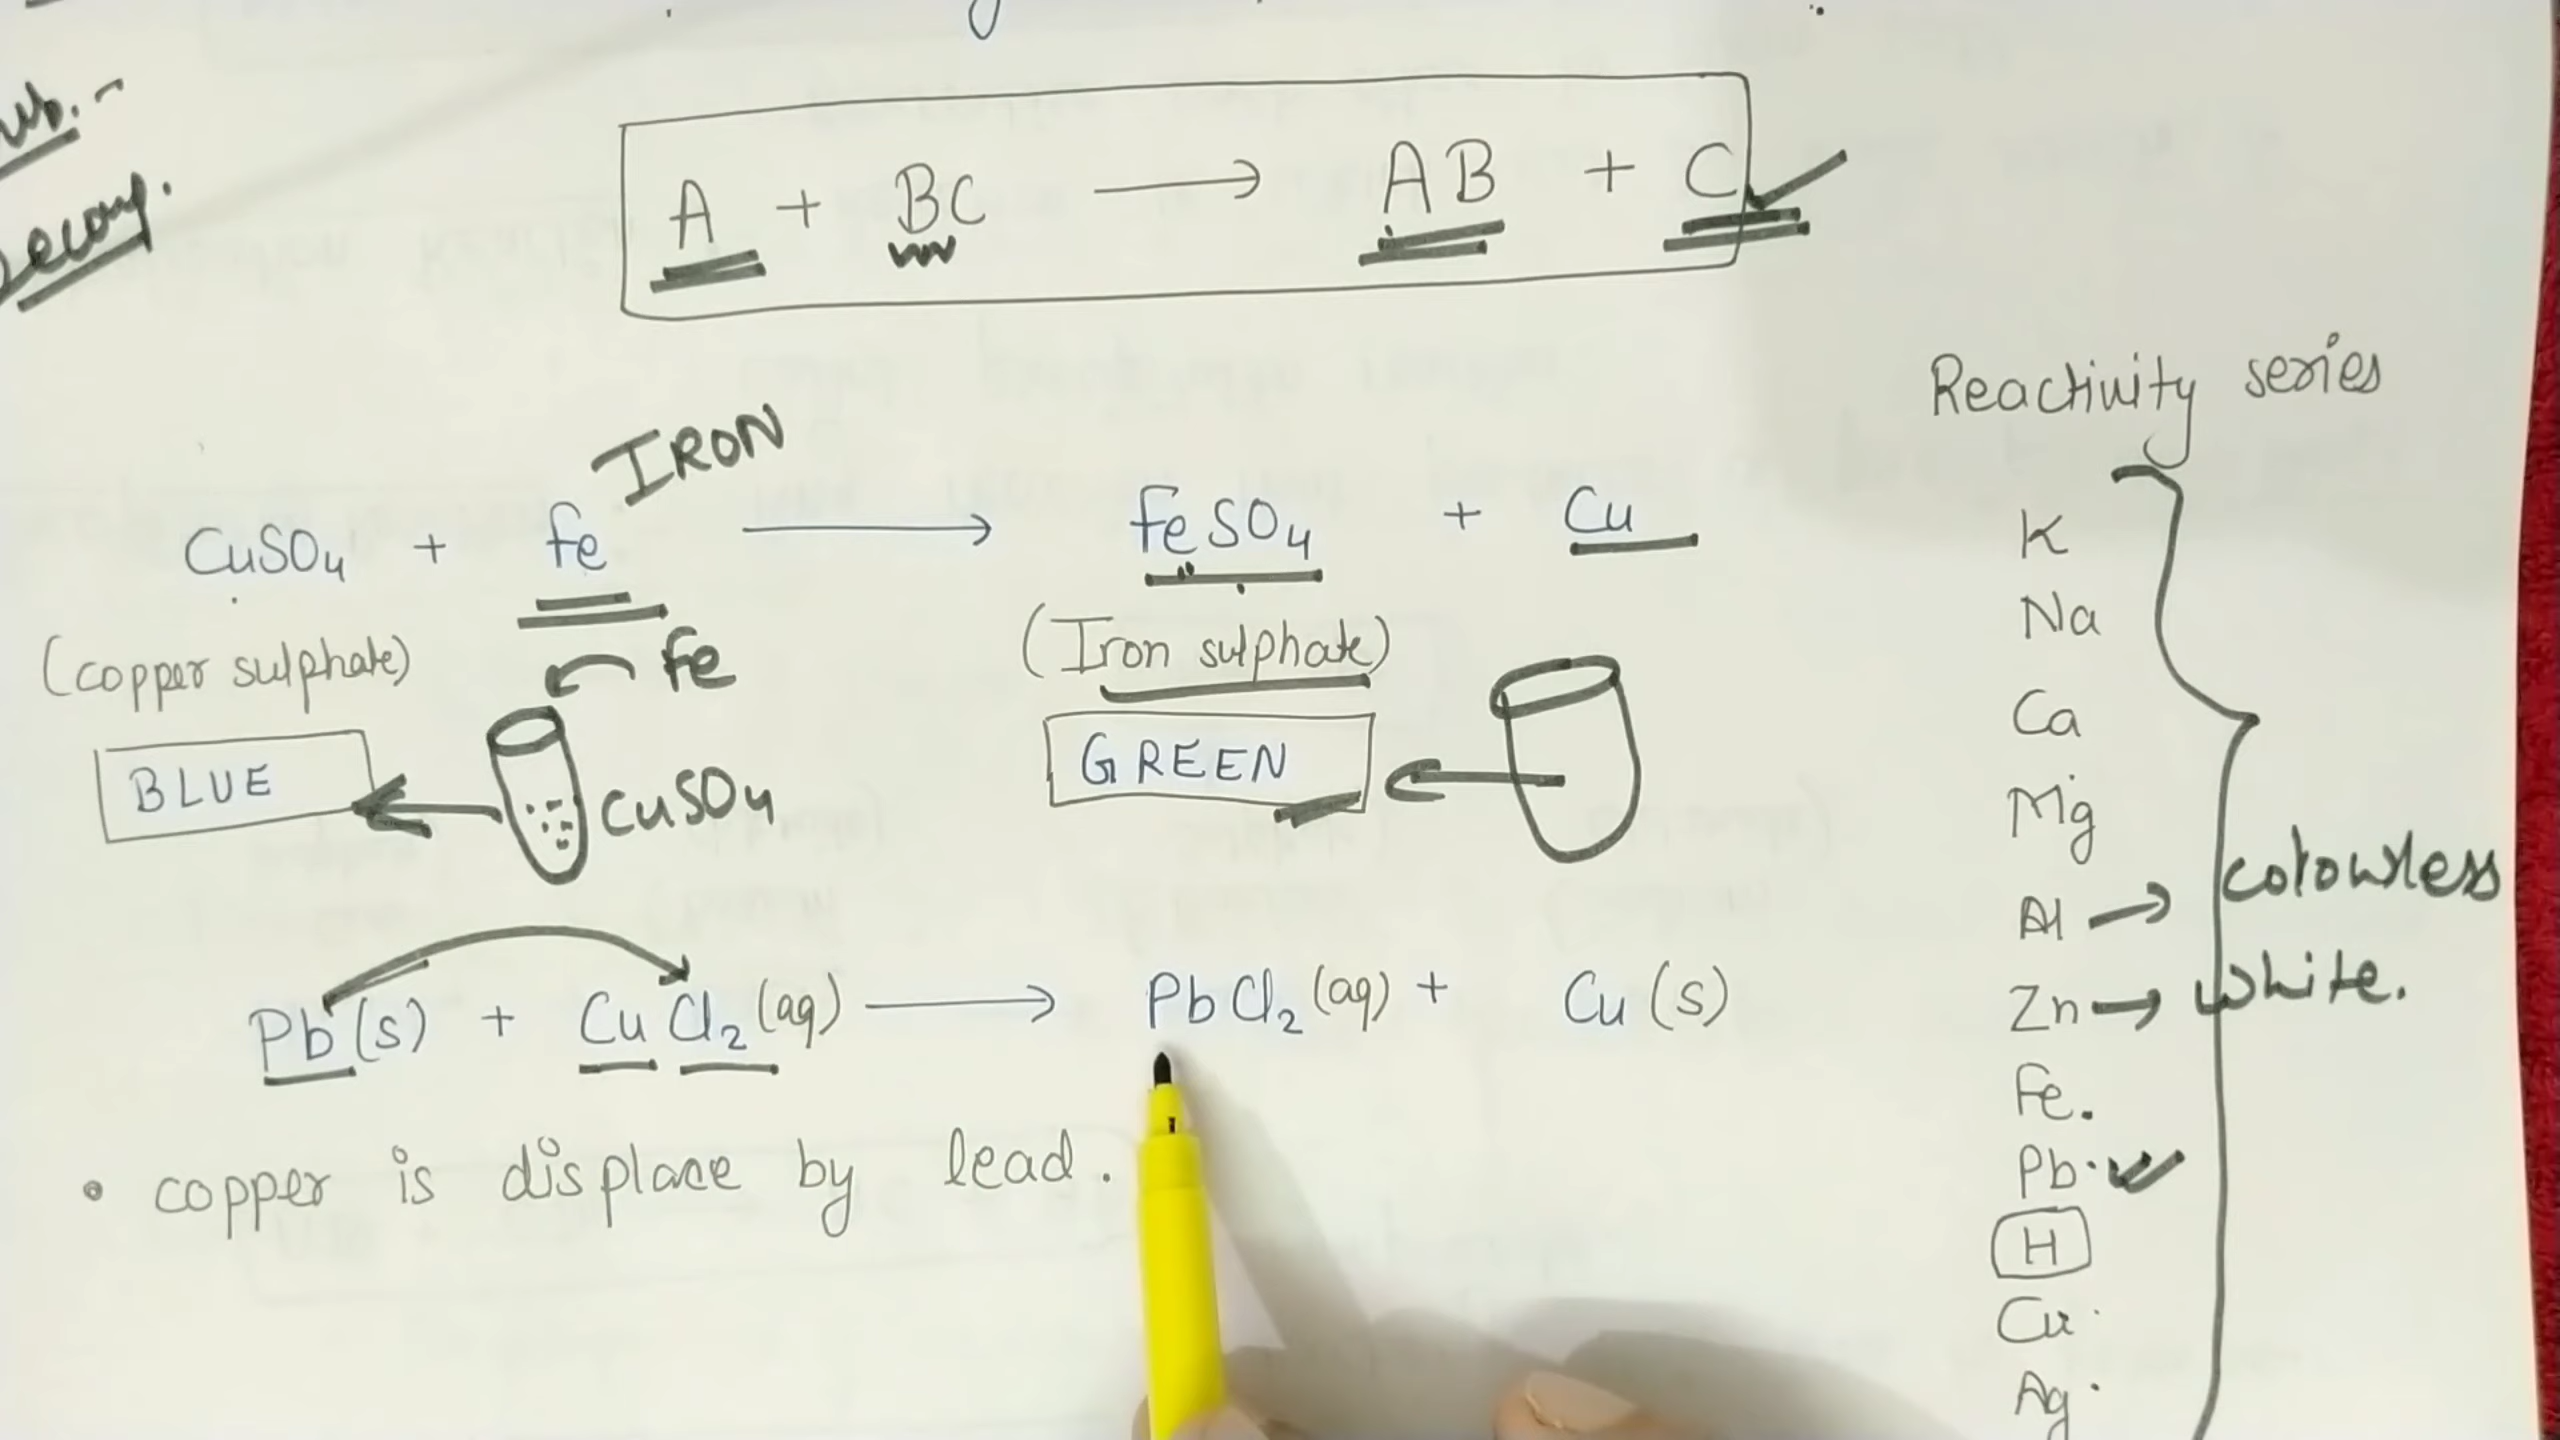 Decomp.
A + BC → AB + C
Reactivity series
IRON
CuSO4 + Fe → FeSO4 + Cu
(copper sulphate)
Fe
(Iron sulphate)
BLUE
CuSO4
GREEN
Pb(s) + CuCl2(aq) → PbCl2(aq) + Cu(s)
• copper is displace by lead.
K
Na
Ca
Mg
Al → colourless
Zn → white.
Fe.
Pb.
H
Cu
Ag